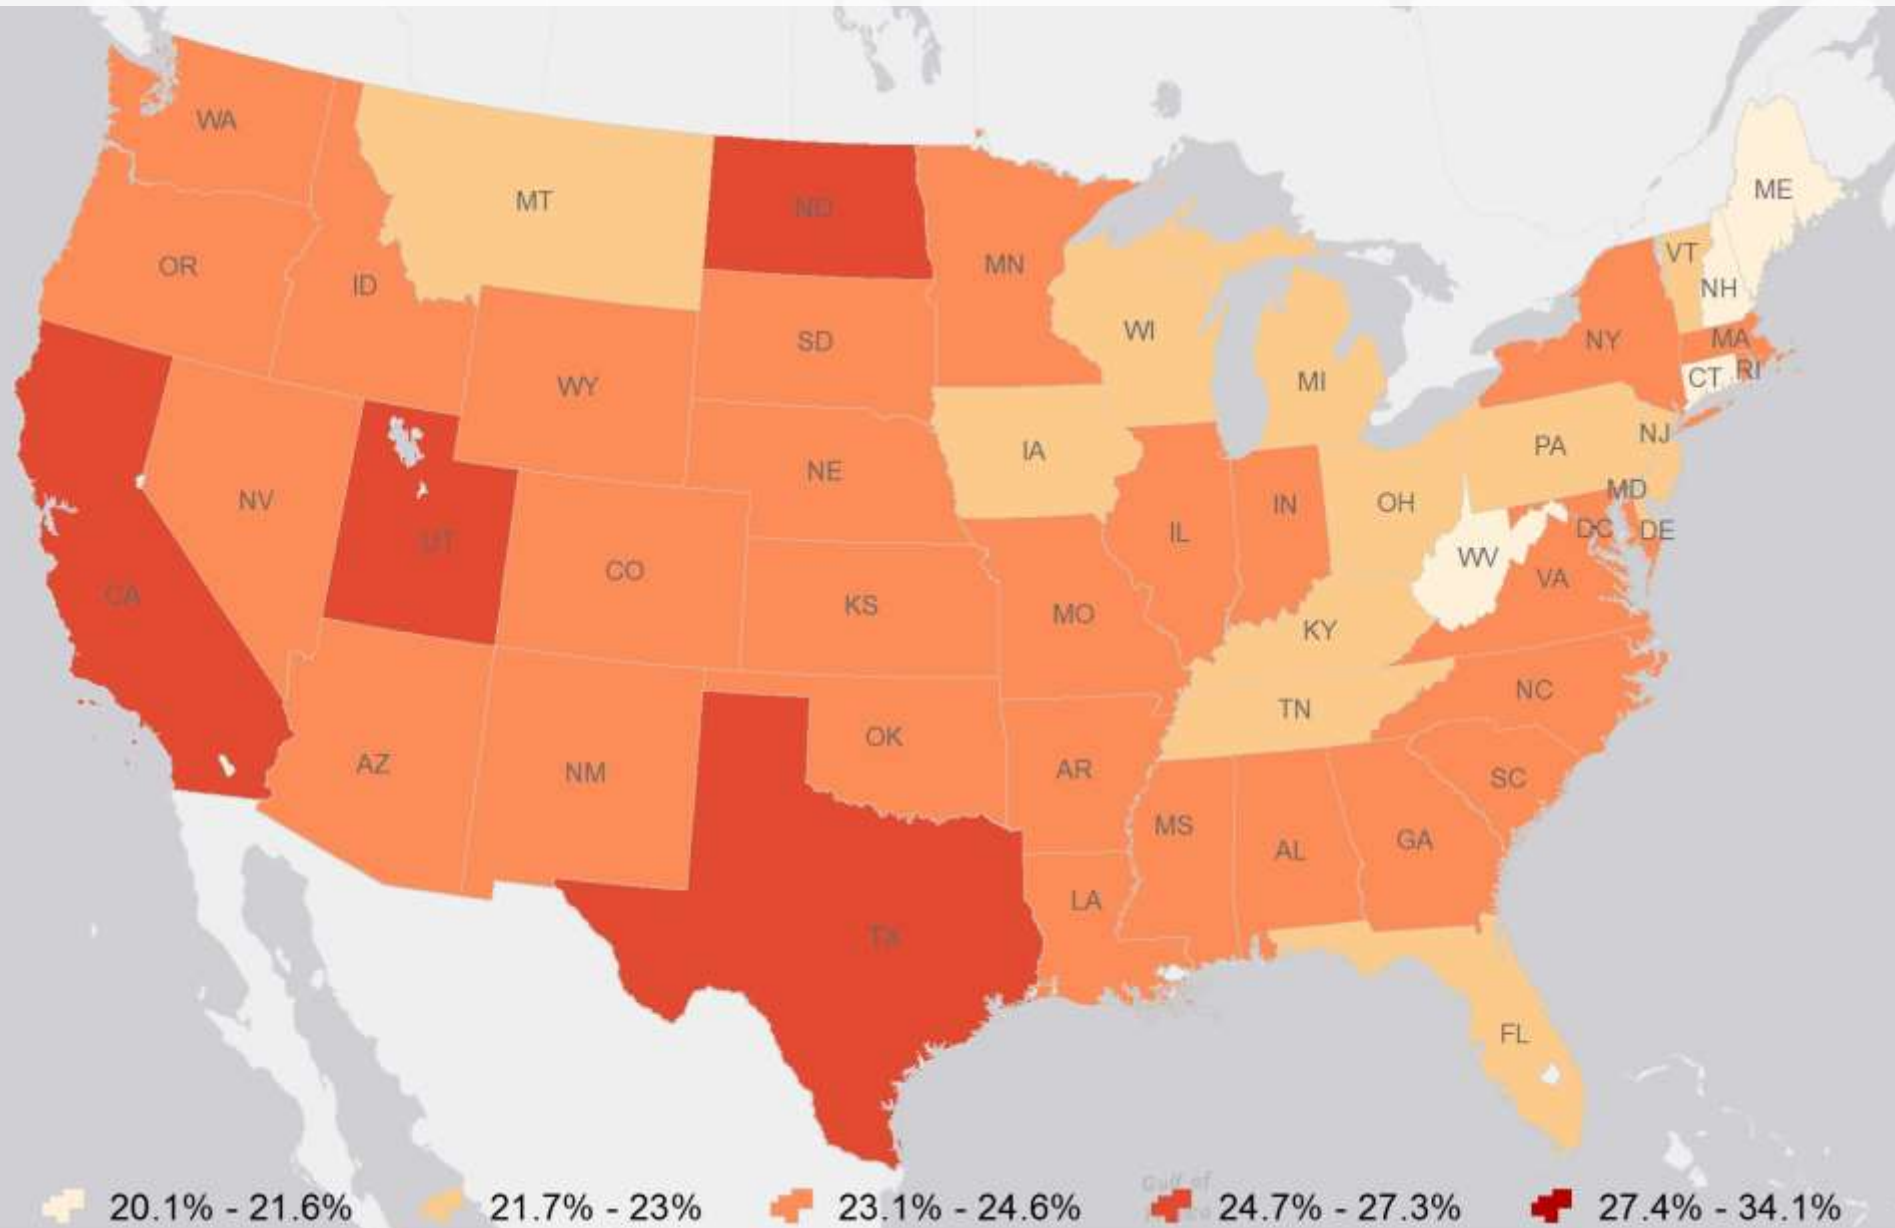 WA
MT
ND
ME
OR
ID
MN
VT
NH
WI
SD
NY
MA
WY
MI
CT
RI
NJ
IA
PA
NE
MD
NV
IN
OH
IL
DC
DE
UT
WV
CO
VA
CA
KS
MO
KY
NC
TN
OK
AZ
NM
AR
SC
MS
GA
AL
LA
TX
FL
Gulf of
20.1% - 21.6%
21.7% - 23%
23.1% - 24.6%
24.7% - 27.3%
27.4% - 34.1%